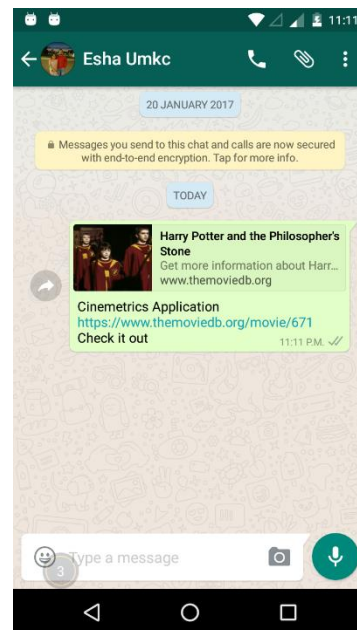 11:11
Esha Umkc
20 JANUARY 2017
Messages you send to this chat and calls are now secured
with end-to-end encryption. Tap for more info.
TODAY
Harry Potter and the Philosopher's
Stone
Get more information about Harr...
www.themoviedb.org
Cinemetrics Application
https://www.themoviedb.org/movie/671
Check it out
11:11 P.M.
Type a message
3